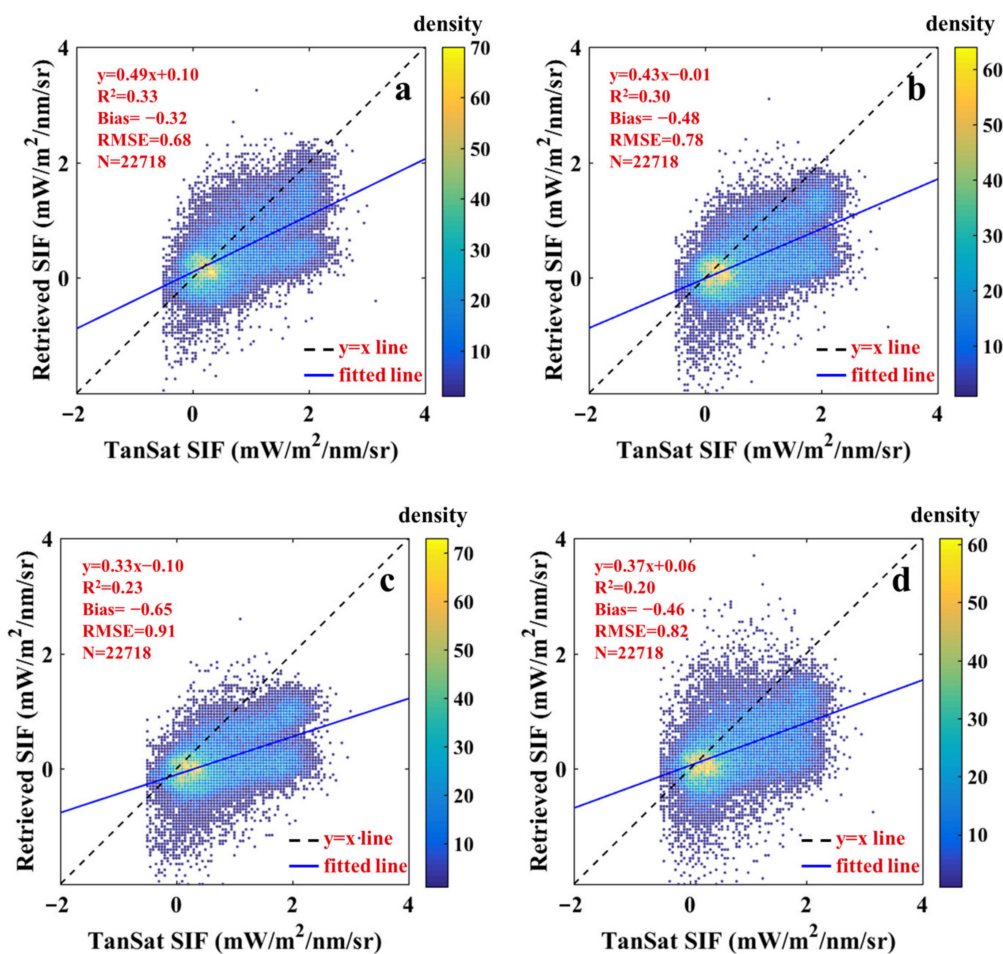 density
4
2
0
−2 0 2 4
Retrieved SIF (mW/m²/nm/sr)
TanSat SIF (mW/m²/nm/sr)
y=0.49x+0.10
R²=0.33
Bias= −0.32
RMSE=0.68
N=22718
a
y=x line
fitted line
70
60
50
40
30
20
10
density
4
2
0
−2 0 2 4
Retrieved SIF (mW/m²/nm/sr)
TanSat SIF (mW/m²/nm/sr)
y=0.43x−0.01
R²=0.30
Bias= −0.48
RMSE=0.78
N=22718
b
y=x line
fitted line
60
50
40
30
20
10
density
4
2
0
−2 0 2 4
Retrieved SIF (mW/m²/nm/sr)
TanSat SIF (mW/m²/nm/sr)
y=0.33x−0.10
R²=0.23
Bias= −0.65
RMSE=0.91
N=22718
c
y=x line
fitted line
70
60
50
40
30
20
10
density
4
2
0
−2 0 2 4
Retrieved SIF (mW/m²/nm/sr)
TanSat SIF (mW/m²/nm/sr)
y=0.37x+0.06
R²=0.20
Bias= −0.46
RMSE=0.82
N=22718
d
y=x line
fitted line
60
50
40
30
20
10